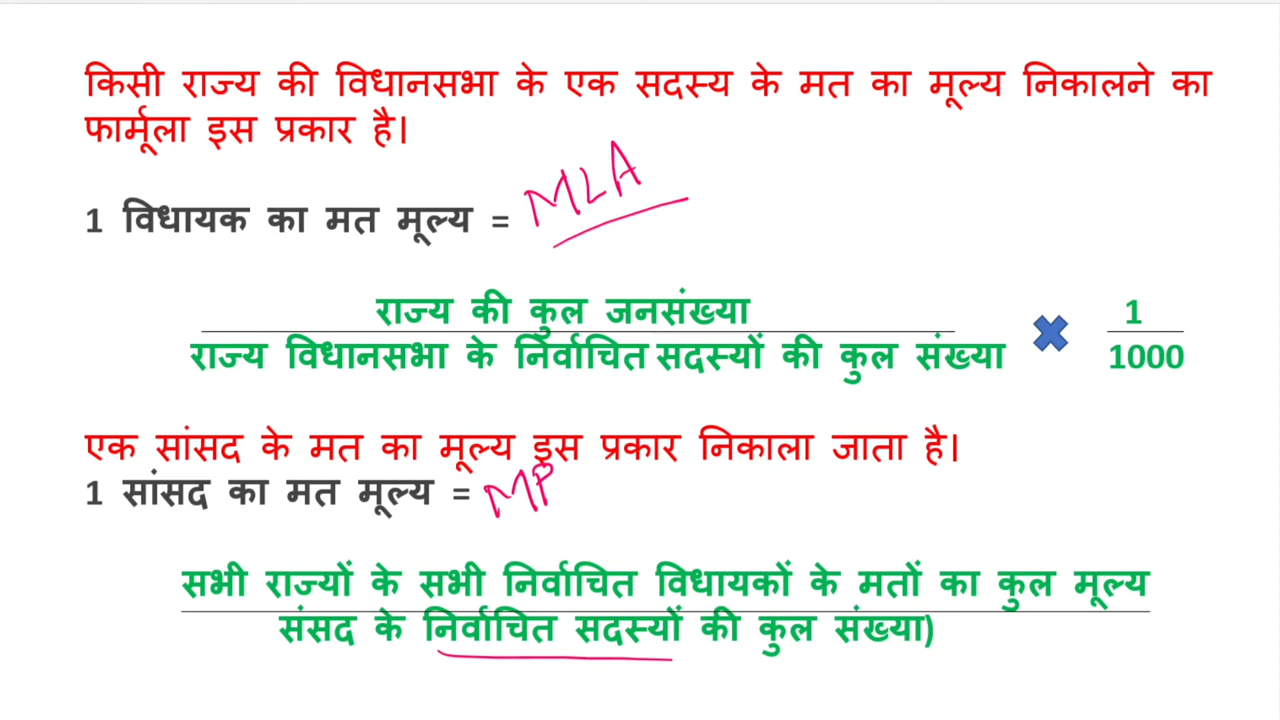 किसी राज्य की विधानसभा के एक सदस्य के मत का मूल्य निकालने का
फार्मूला इस प्रकार है।
MLA
1 विधायक का मत मूल्य =
राज्य की कुल जनसंख्या
राज्य विधानसभा के निर्वाचित सदस्यों की कुल संख्या
1
1000
एक सांसद के मत का मूल्य इस प्रकार निकाला जाता है।
1 सांसद का मत मूल्य = MP
सभी राज्यों के सभी निर्वाचित विधायकों के मतों का कुल मूल्य
संसद के निर्वाचित सदस्यों की कुल संख्या)